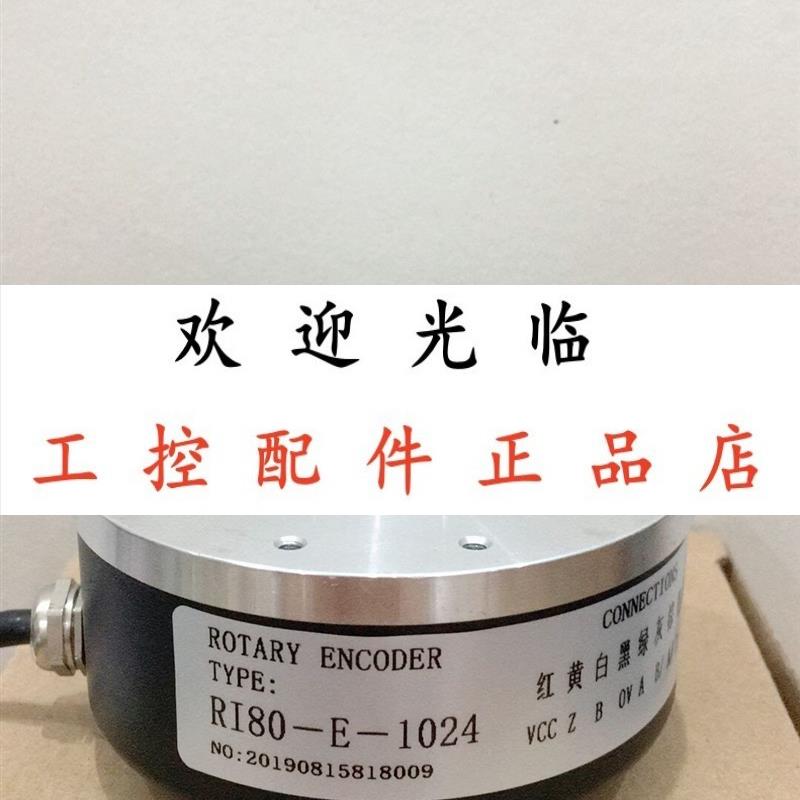 欢迎光临
工控配件正品店
ROTARY ENCODER
TYPE:
RI80-E-1024
NO:20190815818009
CONNECTIONS
红 黄 白 黑 绿 灰
VCC Z B 0V A B/